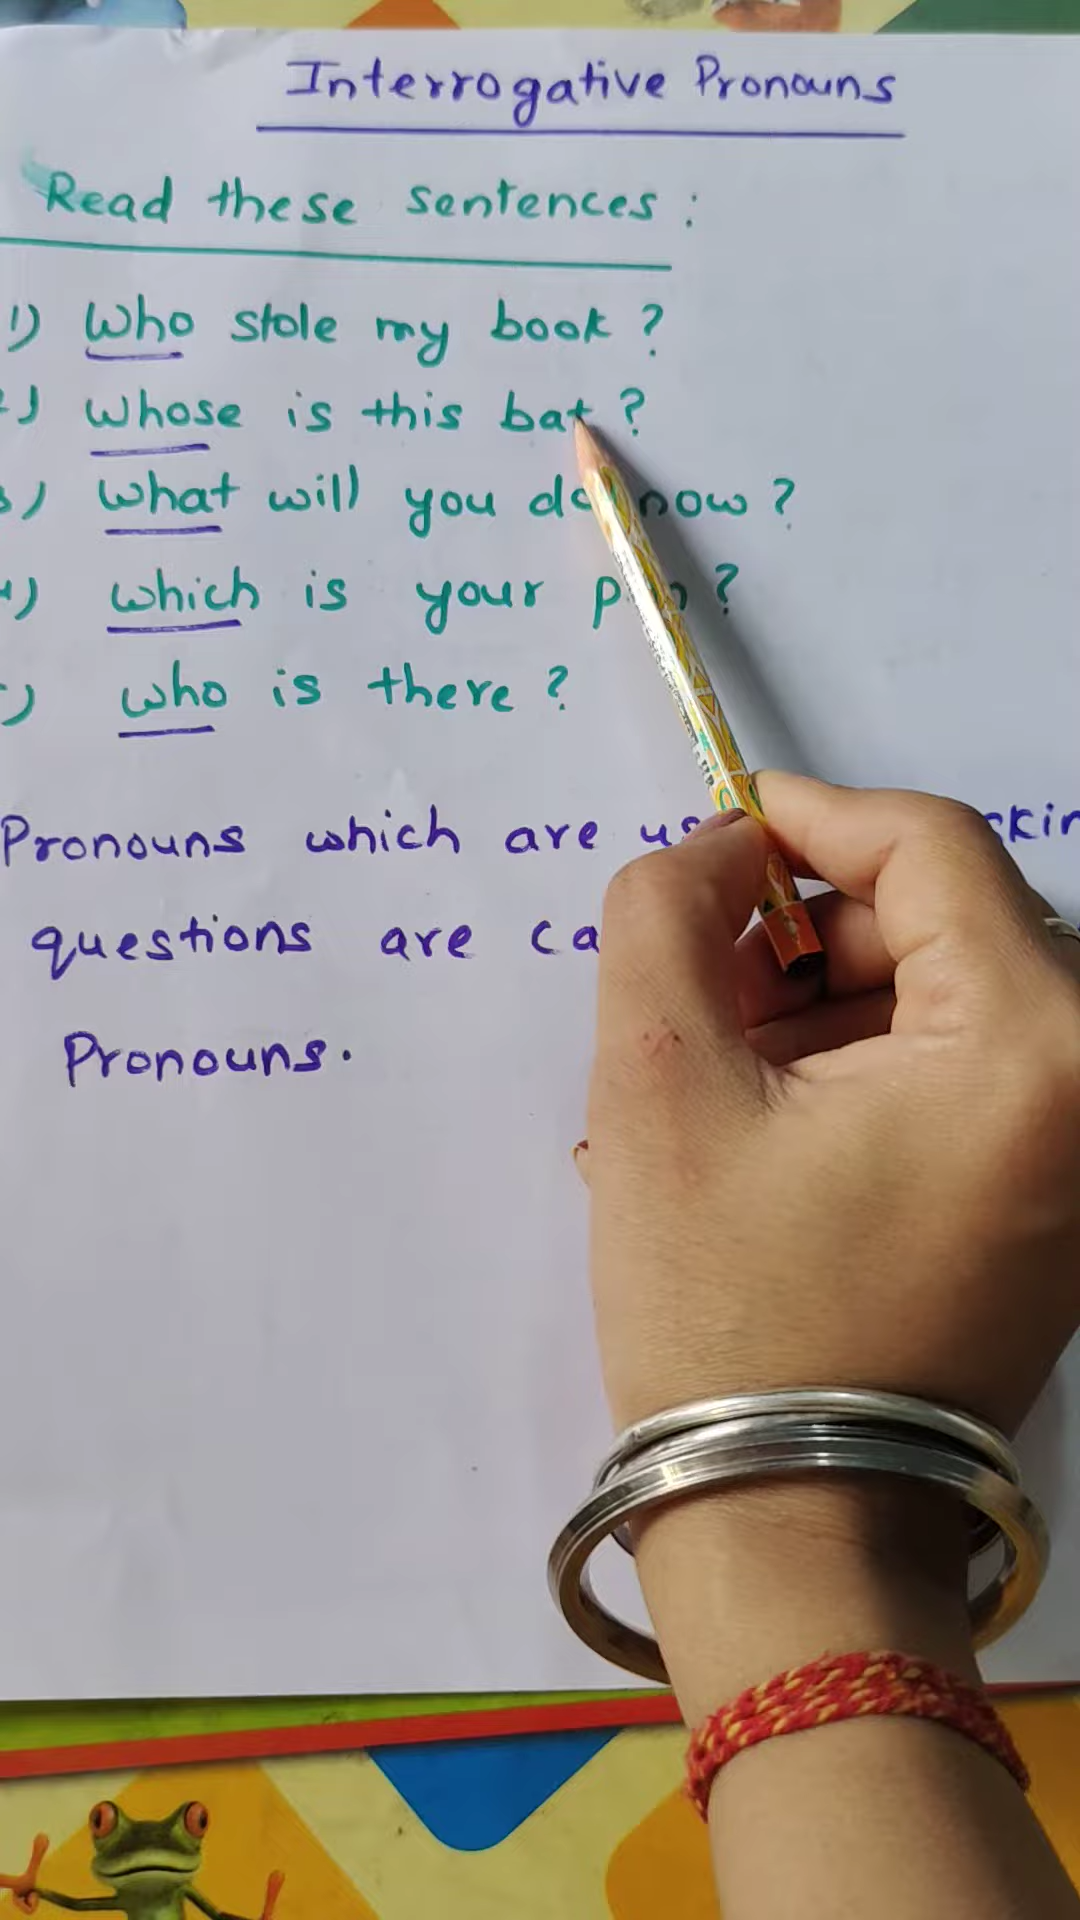 Interrogative Pronouns
Read these sentences :
1) Who stole my book ?
whose is this bat ?
what will you do now ?
4) which is your ?
who is there ?
Pronouns which are
questions are
Pronouns.